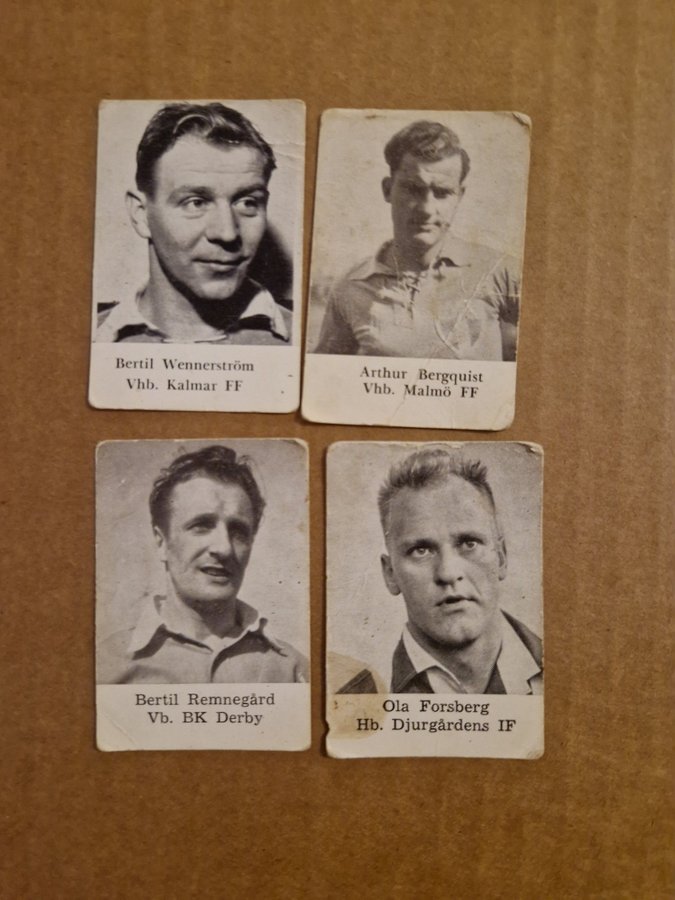 Bertil Wennerström
Vhb. Kalmar FF
Arthur Bergquist
Vhb. Malmö FF
Bertil Remnegård
Vb. BK Derby
Ola Forsberg
Hb. Djurgårdens IF